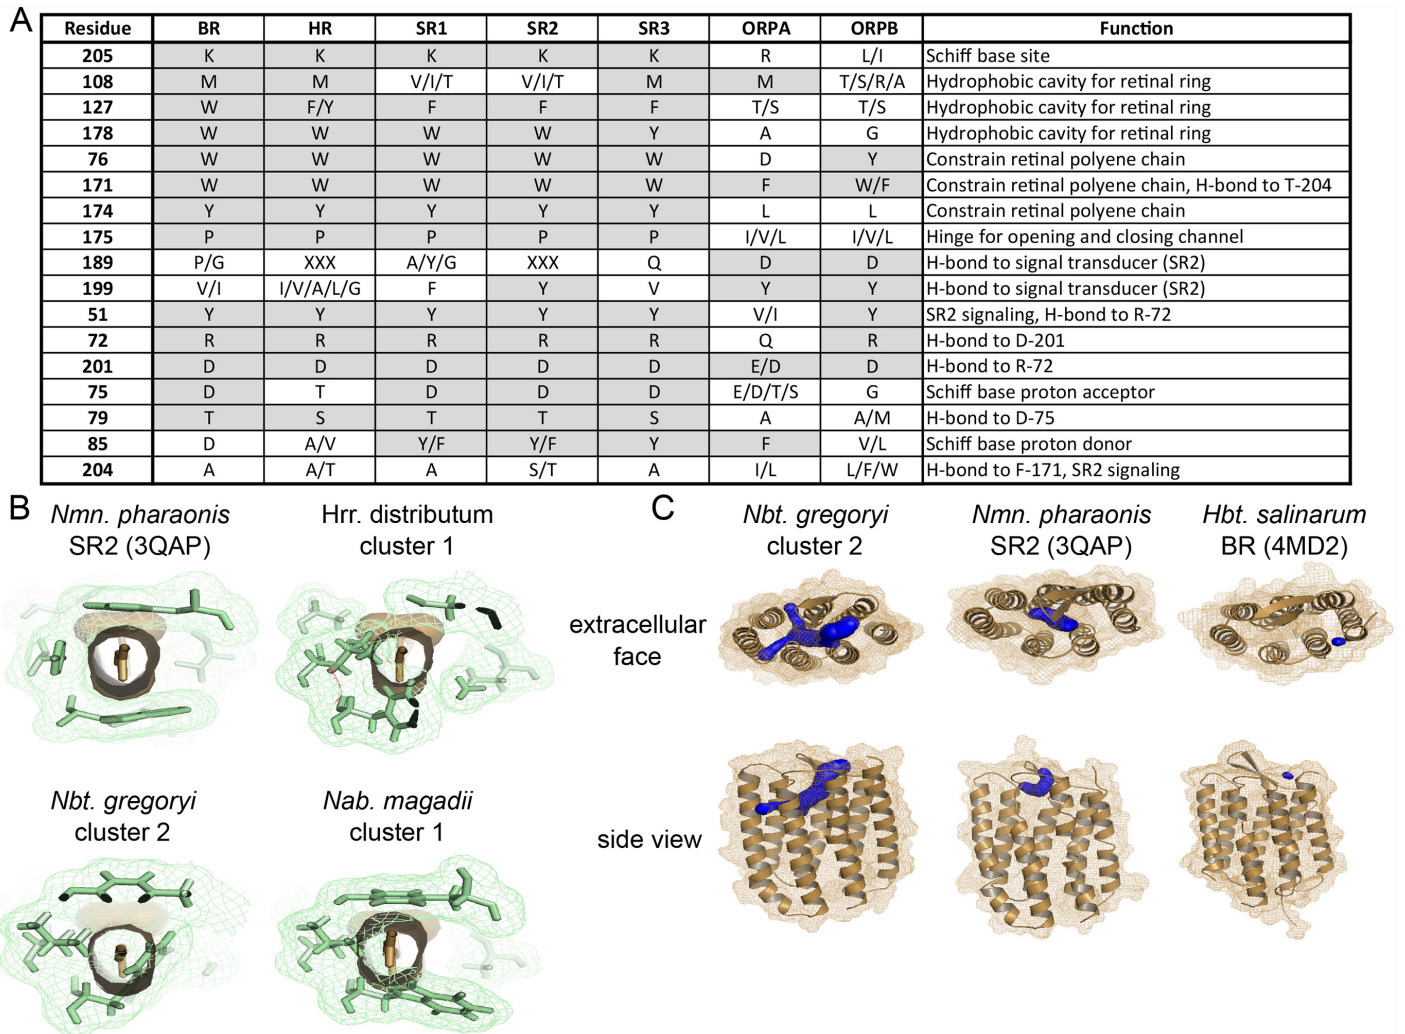 A
Residue BR HR SR1 SR2 SR3 ORPA ORPB Function
205 K K K K K R L/I Schiff base site
108 M M V/I/T V/I/T M M T/S/R/A Hydrophobic cavity for retinal ring
127 W F/Y F F F T/S T/S Hydrophobic cavity for retinal ring
178 W W W W Y A G Hydrophobic cavity for retinal ring
76 W W W W W D Y Constrain retinal polyene chain
171 W W W W W F W/F Constrain retinal polyene chain, H-bond to T-204
174 Y Y Y Y Y L L Constrain retinal polyene chain
175 P P P P P I/V/L I/V/L Hinge for opening and closing channel
189 P/G XXX A/Y/G XXX Q D D H-bond to signal transducer (SR2)
199 V/I I/V/A/L/G F Y V Y Y H-bond to signal transducer (SR2)
51 Y Y Y Y Y V/I Y SR2 signaling, H-bond to R-72
72 R R R R R Q R H-bond to D-201
201 D D D D D E/D D H-bond to R-72
75 D T D D D E/D/T/S G Schiff base proton acceptor
79 T S T T S A A/M H-bond to D-75
85 D A/V Y/F Y/F Y F V/L Schiff base proton donor
204 A A/T A S/T A I/L L/F/W H-bond to F-171, SR2 signaling
B
Nmn. pharaonis
SR2 (3QAP)
Hrr. distributum
cluster 1
Nbt. gregoryi
cluster 2
Nab. magadii
cluster 1
C
Nbt. gregoryi
cluster 2
Nmn. pharaonis
SR2 (3QAP)
Hbt. salinarum
BR (4MD2)
extracellular
face
side view